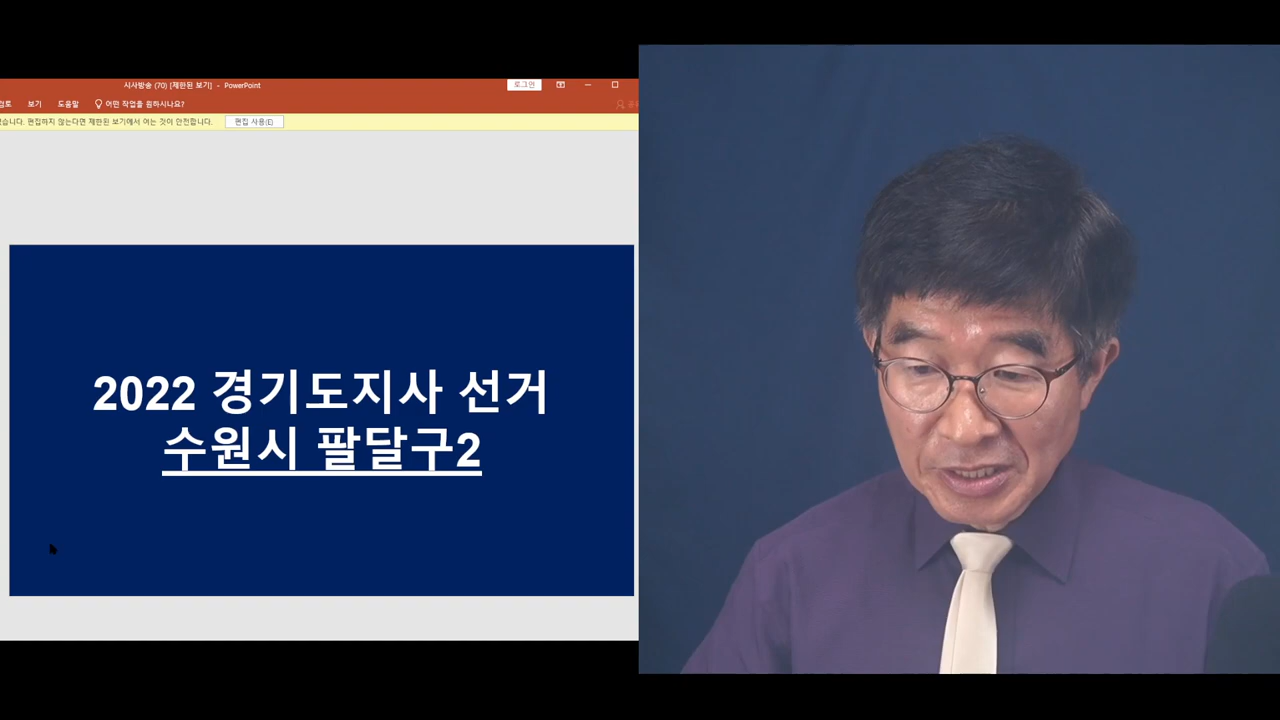 시사방송 (70) [제한된 보기] - PowerPoint
로그인
검토 보기 도움말 어떤 작업을 원하시나요?
습니다. 편집하지 않는다면 제한된 보기에서 여는 것이 안전합니다. 편집 사용(E)
2022 경기도지사 선거
수원시 팔달구2